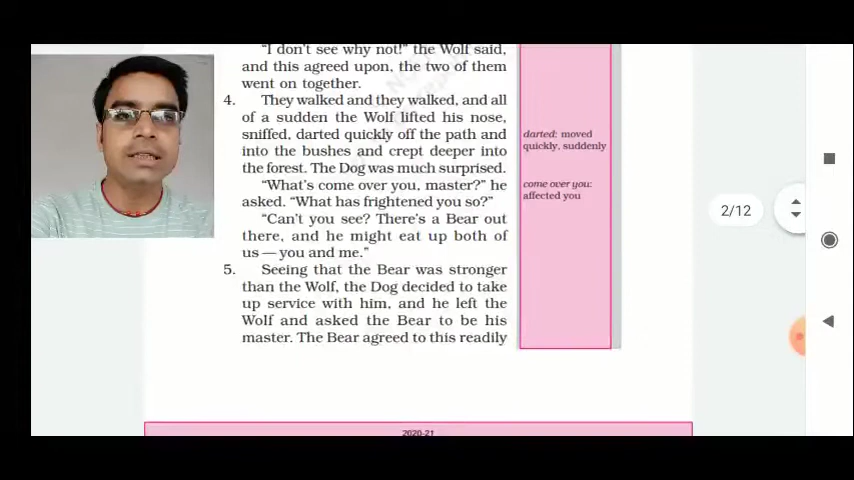 "I don't see why not!" the Wolf said,
and this agreed upon, the two of them
went on together.
4. They walked and they walked, and all
of a sudden the Wolf lifted his nose,
sniffed, darted quickly off the path and
into the bushes and crept deeper into
the forest. The Dog was much surprised.
"What's come over you, master?" he
asked. "What has frightened you so?"
"Can't you see? There's a Bear out
there, and he might eat up both of
us — you and me."
5. Seeing that the Bear was stronger
than the Wolf, the Dog decided to take
up service with him, and he left the
Wolf and asked the Bear to be his
master. The Bear agreed to this readily
darted: moved
quickly, suddenly
come over you:
affected you
2/12
2020-21